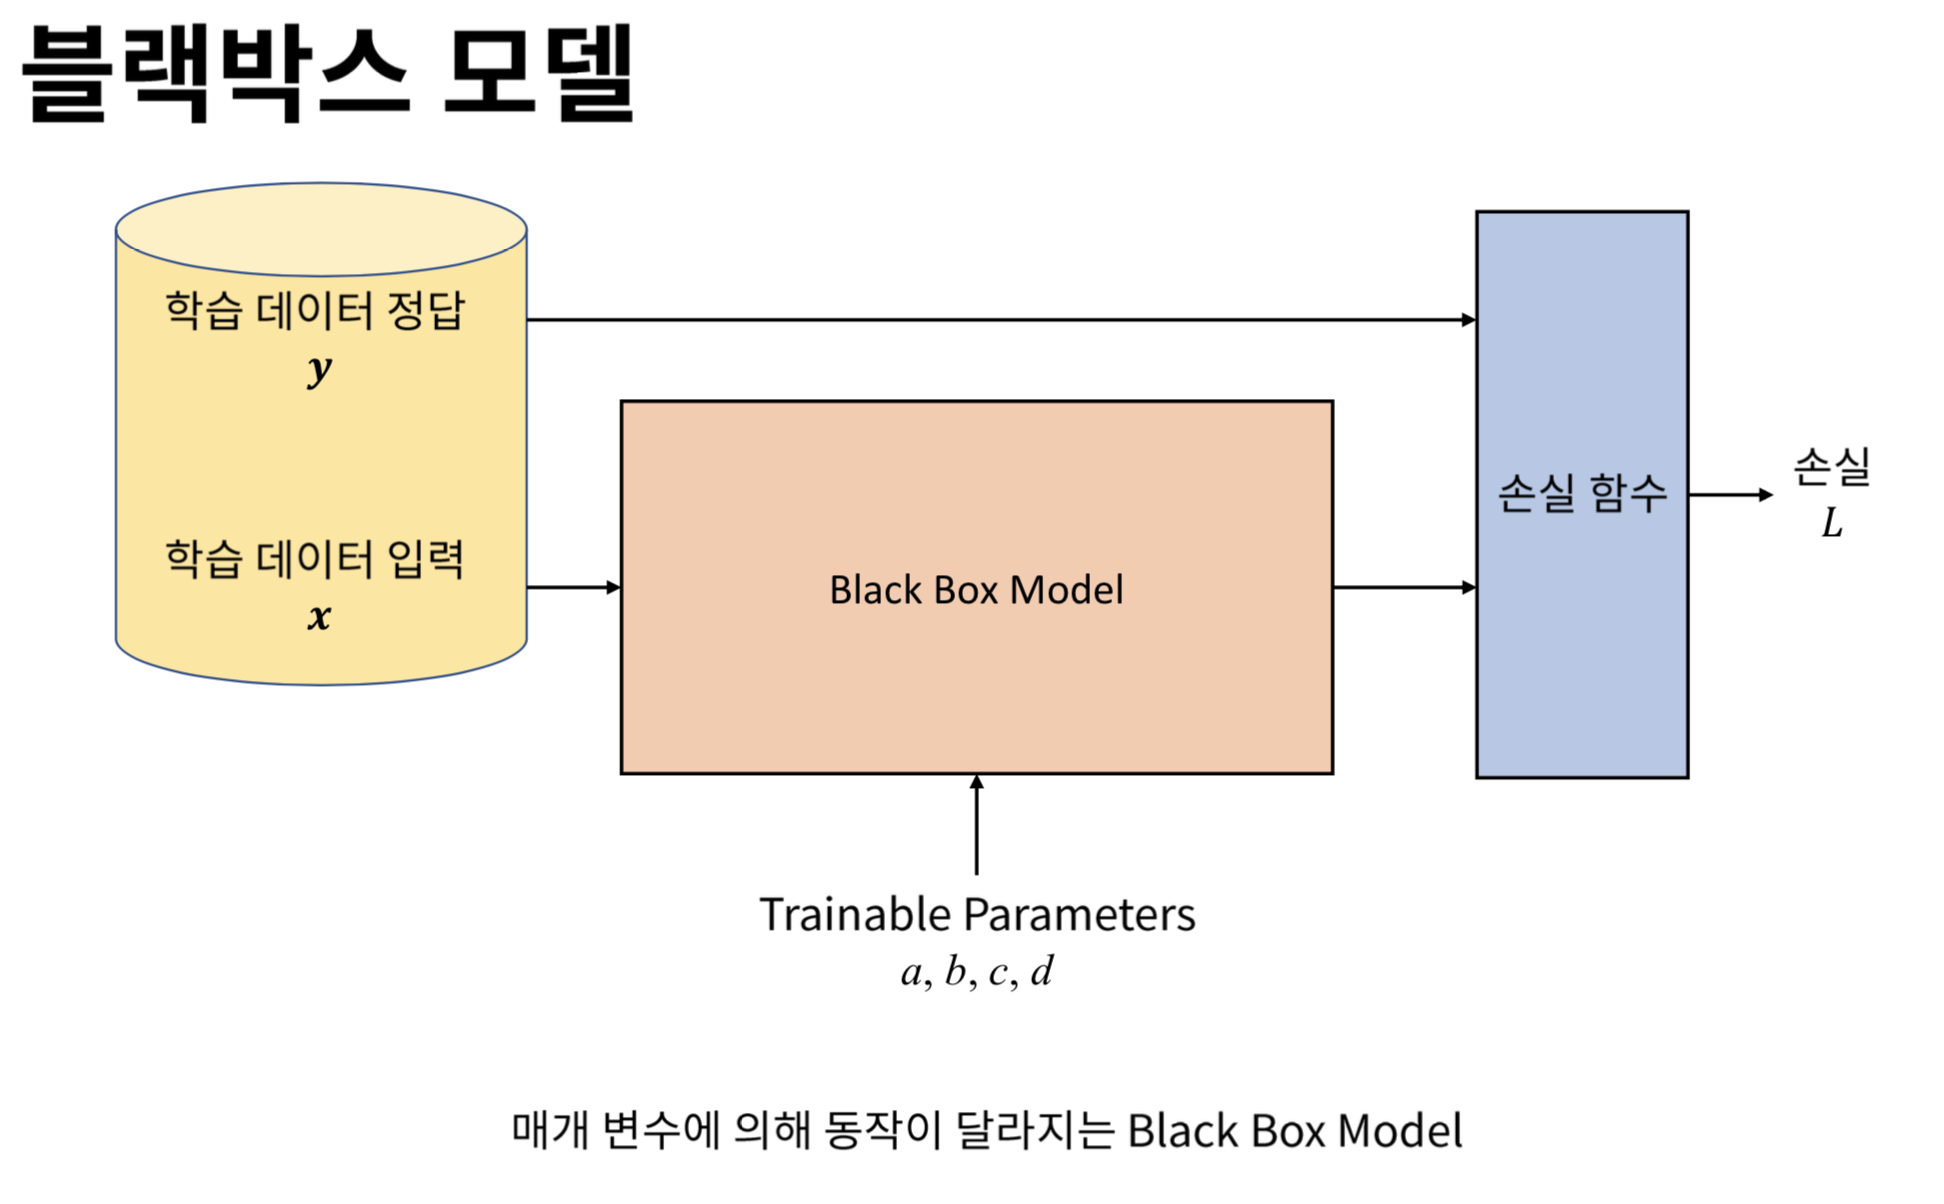 블랙박스 모델
학습 데이터 정답
y
학습 데이터 입력
x
Black Box Model
손실 함수
손실
L
Trainable Parameters
a, b, c, d
매개 변수에 의해 동작이 달라지는 Black Box Model